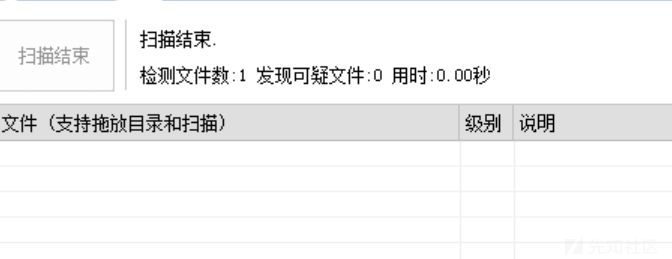 扫描结束
扫描结束.
检测文件数:1 发现可疑文件:0 用时:0.00秒
文件（支持拖放目录和扫描） 级别 说明
先知社区